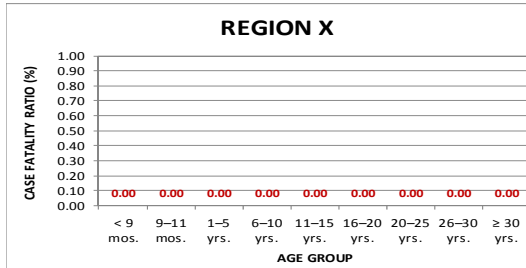 REGION X
CASE FATALITY RATIO (%)
1.00
0.90
0.80
0.70
0.60
0.50
0.40
0.30
0.20
0.10
0.00
0.00 0.00 0.00 0.00 0.00 0.00 0.00 0.00 0.00
< 9 9–11 1–5 6–10 11–15 16–20 20–25 26–30 ≥ 30
mos. mos. yrs. yrs. yrs. yrs. yrs. yrs. yrs.
AGE GROUP